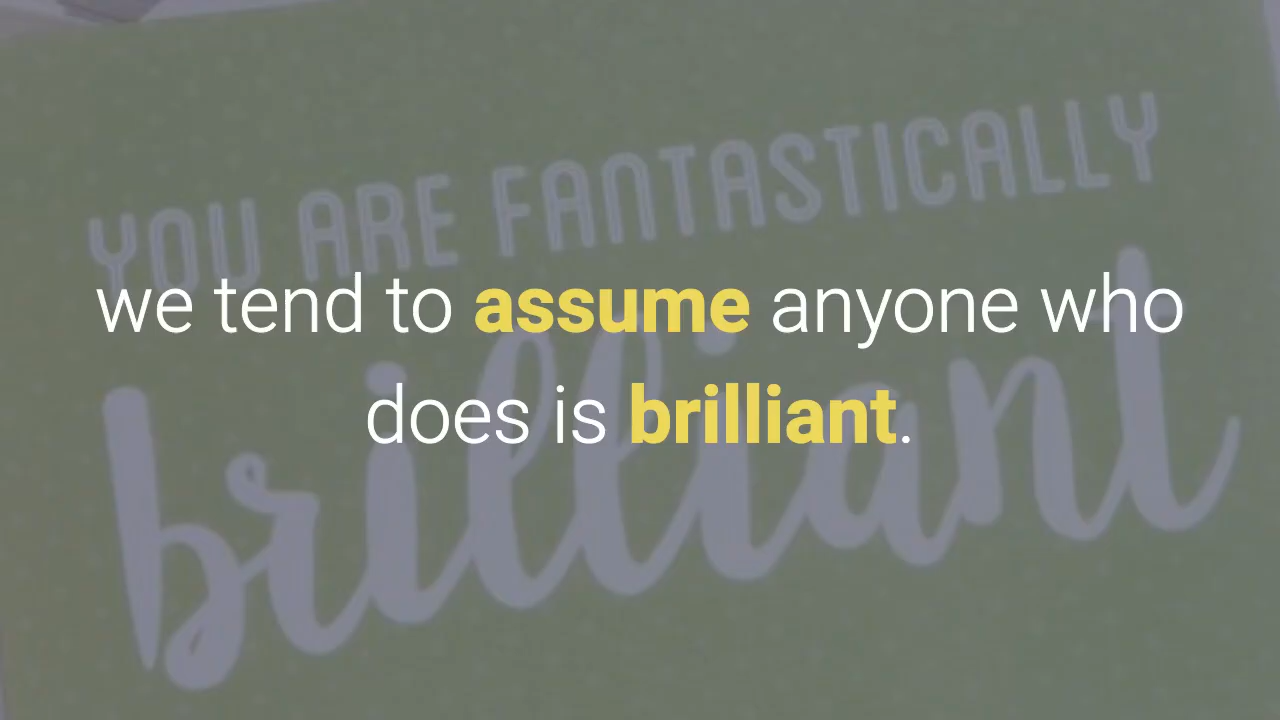 YOU ARE FANTASTICALLY
we tend to assume anyone who
brilliant
does is brilliant.